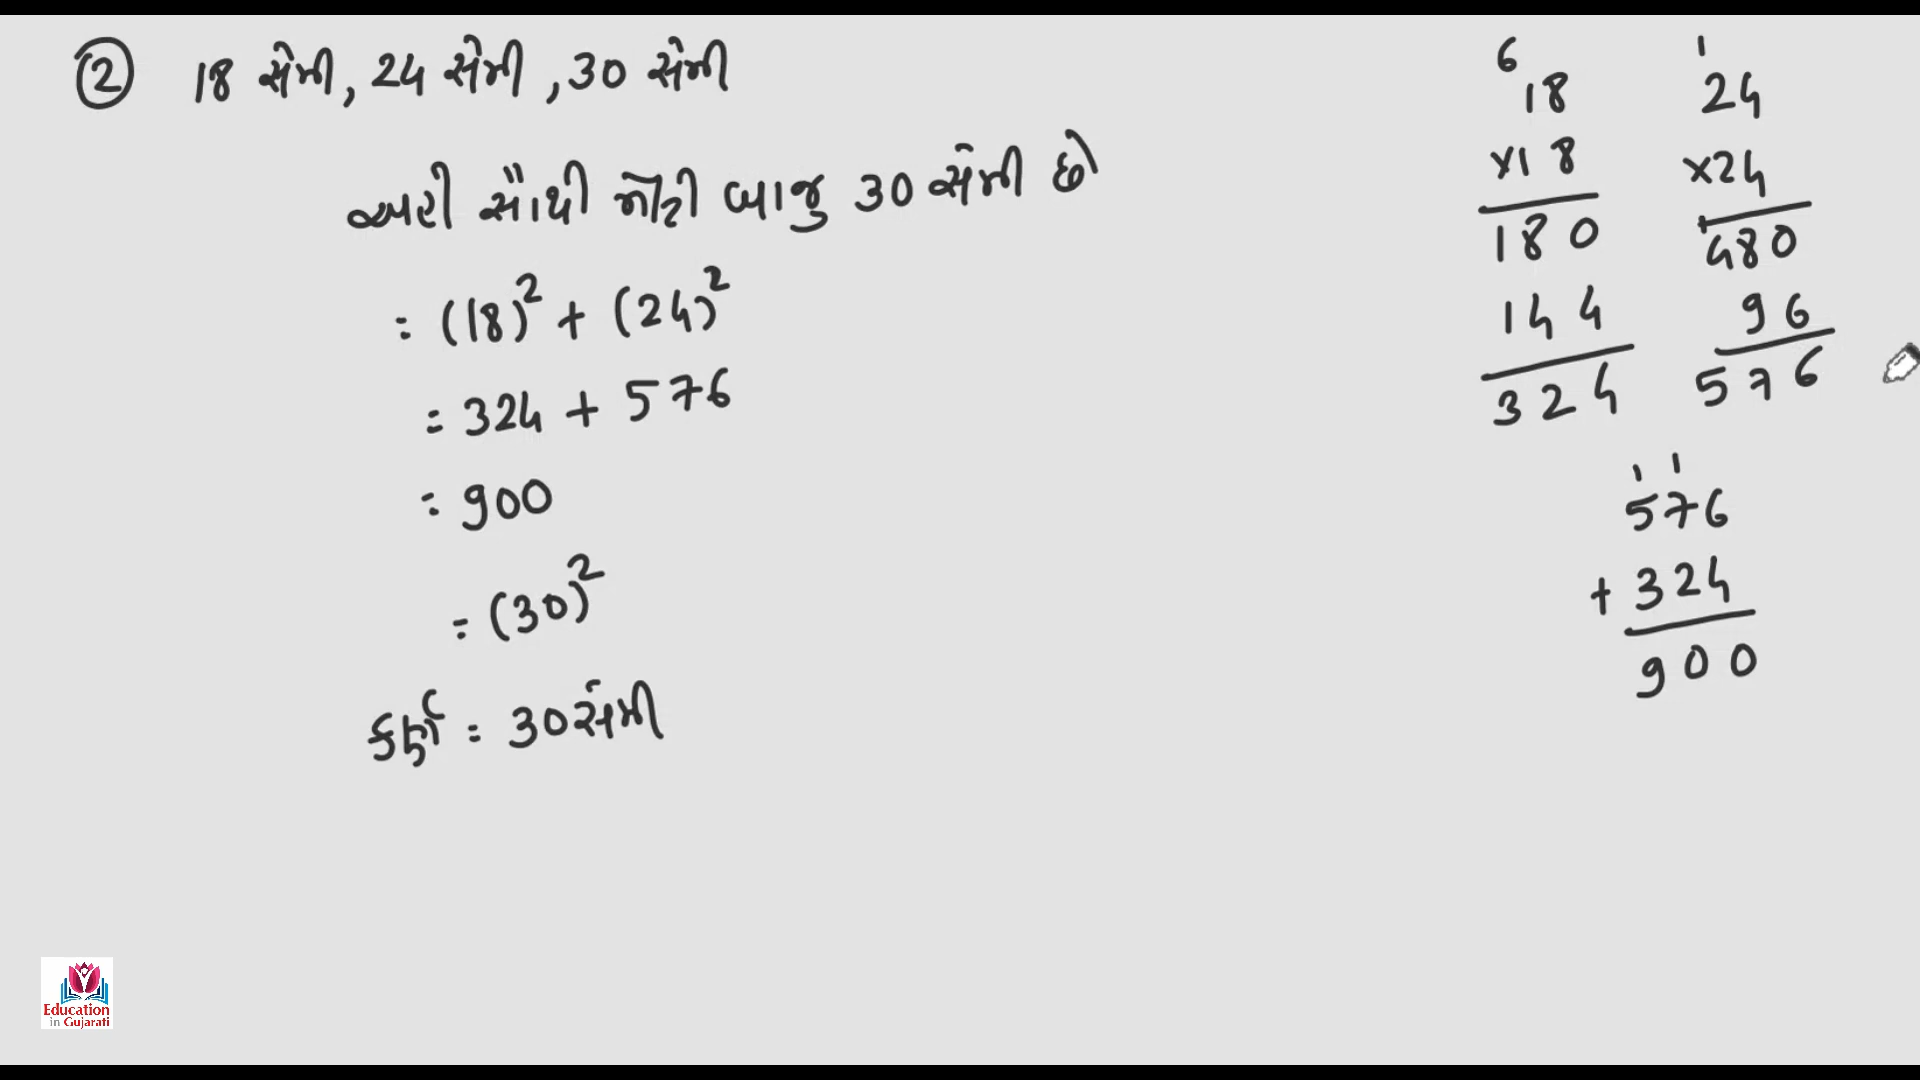 ② 18 સેમી, 24 સેમી, 30 સેમી
અહી સૌથી મોટી બાજુ 30 સેમી છે
= (18)² + (24)²
= 324 + 576
= 900
= (30)²
કર્ણ = 30 સેમી
6
18
×18
180
144
324
1
24
×24
1
480
96
576
1 1
576
+ 324
900
Education
in Gujarati